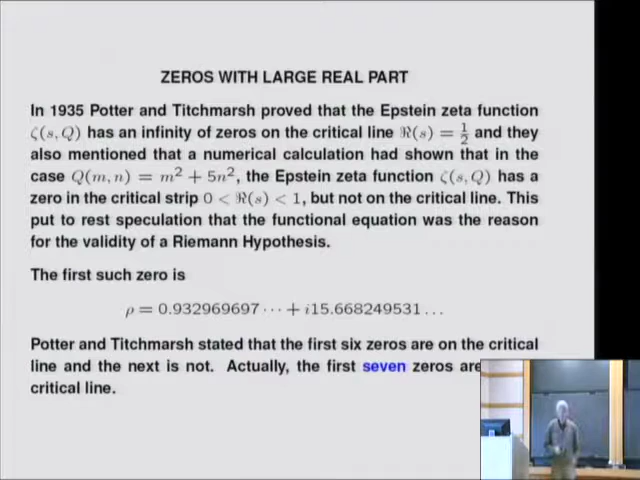 ZEROS WITH LARGE REAL PART
In 1935 Potter and Titchmarsh proved that the Epstein zeta function
ζ(s, Q) has an infinity of zeros on the critical line ℜ(s) = 1/2 and they
also mentioned that a numerical calculation had shown that in the
case Q(m, n) = m² + 5n², the Epstein zeta function ζ(s, Q) has a
zero in the critical strip 0 < ℜ(s) < 1, but not on the critical line. This
put to rest speculation that the functional equation was the reason
for the validity of a Riemann Hypothesis.
The first such zero is
ρ = 0.932969697 ··· + i15.668249531 ...
Potter and Titchmarsh stated that the first six zeros are on the critical
line and the next is not. Actually, the first seven zeros are
critical line.